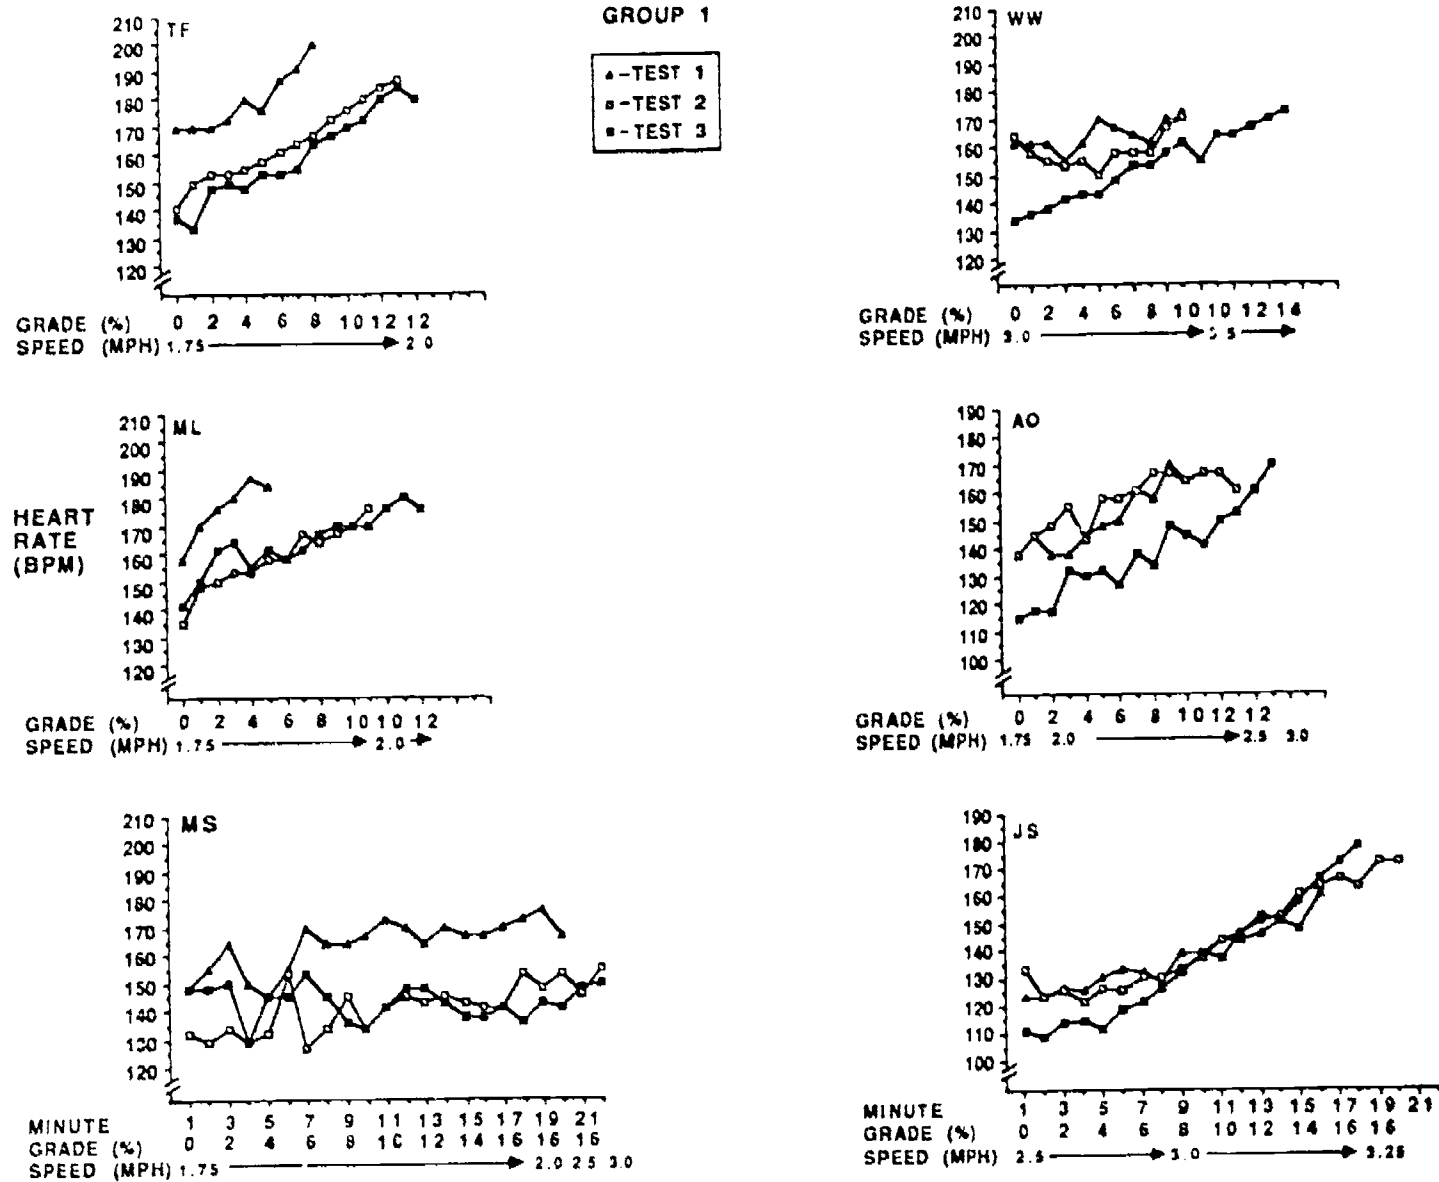 GROUP 1
▲-TEST 1
□-TEST 2
■-TEST 3
TF
210
200
190
180
170
160
150
140
130
120
GRADE (%) 0 2 4 6 8 10 12 12
SPEED (MPH) 1.75 2 0
WW
210
200
190
180
170
160
150
140
130
120
GRADE (%) 0 2 4 6 8 10 10 12 14
SPEED (MPH) 3.0 5
HEART
RATE
(BPM)
ML
210
200
190
180
170
160
150
140
130
120
GRADE (%) 0 2 4 6 8 10 10 12
SPEED (MPH) 1.75 2.0
AO
190
180
170
160
150
140
130
120
110
100
GRADE (%) 0 2 4 6 8 10 12 12
SPEED (MPH) 1.75 2.0 2.5 3.0
MS
210
200
190
180
170
160
150
140
130
120
MINUTE 1 3 5 7 9 11 13 15 17 19 21
GRADE (%) 0 2 4 6 8 10 12 14 16 16 16
SPEED (MPH) 1.75 2.0 2.5 3.0
JS
190
180
170
160
150
140
130
120
110
100
MINUTE 1 3 5 7 9 11 13 15 17 19 21
GRADE (%) 0 2 4 6 8 10 12 14 16 16
SPEED (MPH) 2.5 3.0 3.25